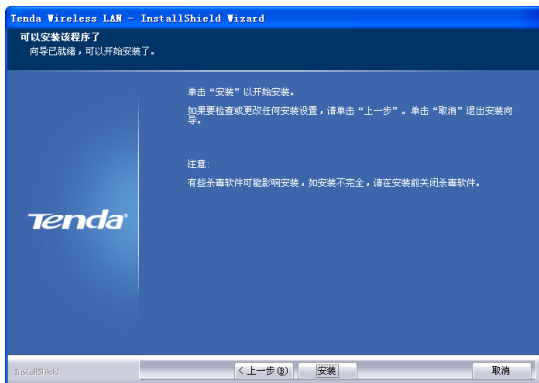 Tenda Wireless LAN - InstallShield Wizard
可以安装该程序了
向导已就绪，可以开始安装了。
单击“安装”以开始安装。
如果要检查或更改任何安装设置，请单击“上一步”。单击“取消”退出安装向
导。
注意:
有些杀毒软件可能影响安装，如安装不完全，请在安装前关闭杀毒软件。
Tenda
InstallShield
< 上一步(B)
安装
取消